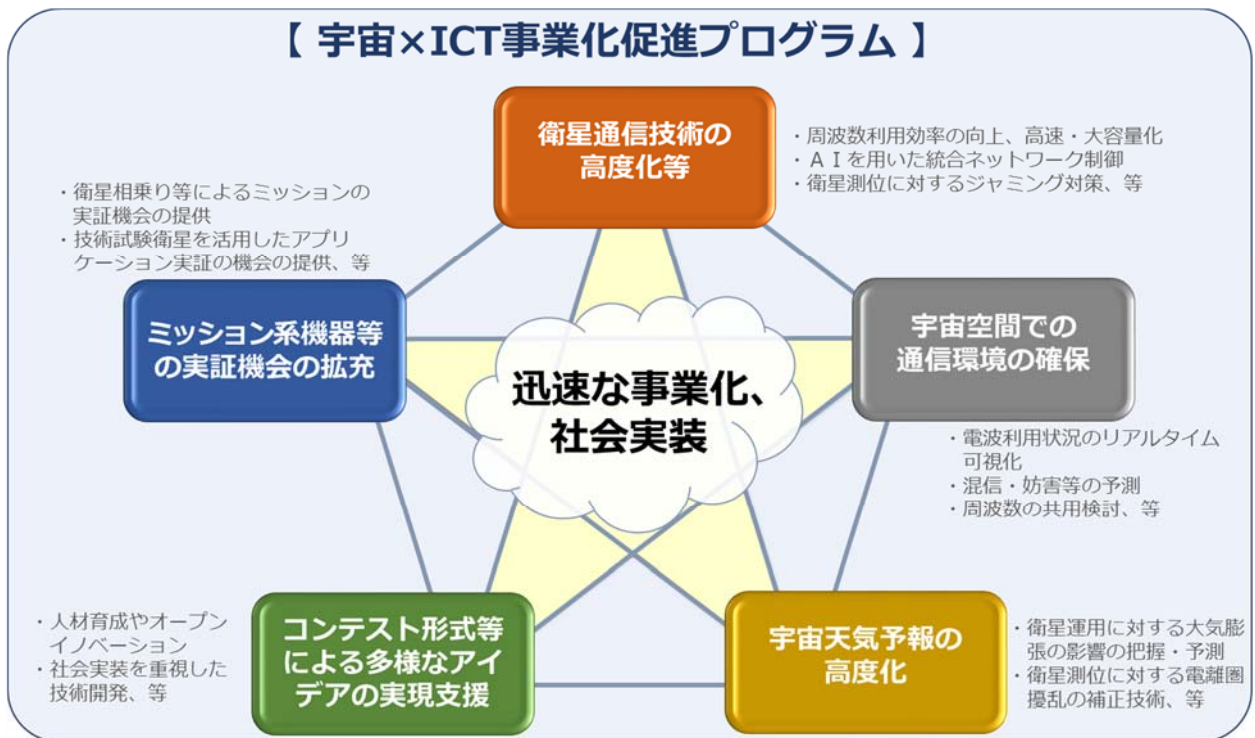 【 宇宙×ICT事業化促進プログラム 】
衛星通信技術の
高度化等
・周波数利用効率の向上、高速・大容量化
・ＡＩを用いた統合ネットワーク制御
・衛星測位に対するジャミング対策、等
・衛星相乗り等によるミッションの
実証機会の提供
・技術試験衛星を活用したアプリ
ケーション実証の機会の提供、等
ミッション系機器等
の実証機会の拡充
宇宙空間での
通信環境の確保
・電波利用状況のリアルタイム
可視化
・混信・妨害等の予測
・周波数の共用検討、等
迅速な事業化、
社会実装
・人材育成やオープン
イノベーション
・社会実装を重視した
技術開発、等
コンテスト形式等
による多様なアイ
デアの実現支援
宇宙天気予報の
高度化
・衛星運用に対する大気膨
張の影響の把握・予測
・衛星測位に対する電離圏
擾乱の補正技術、等